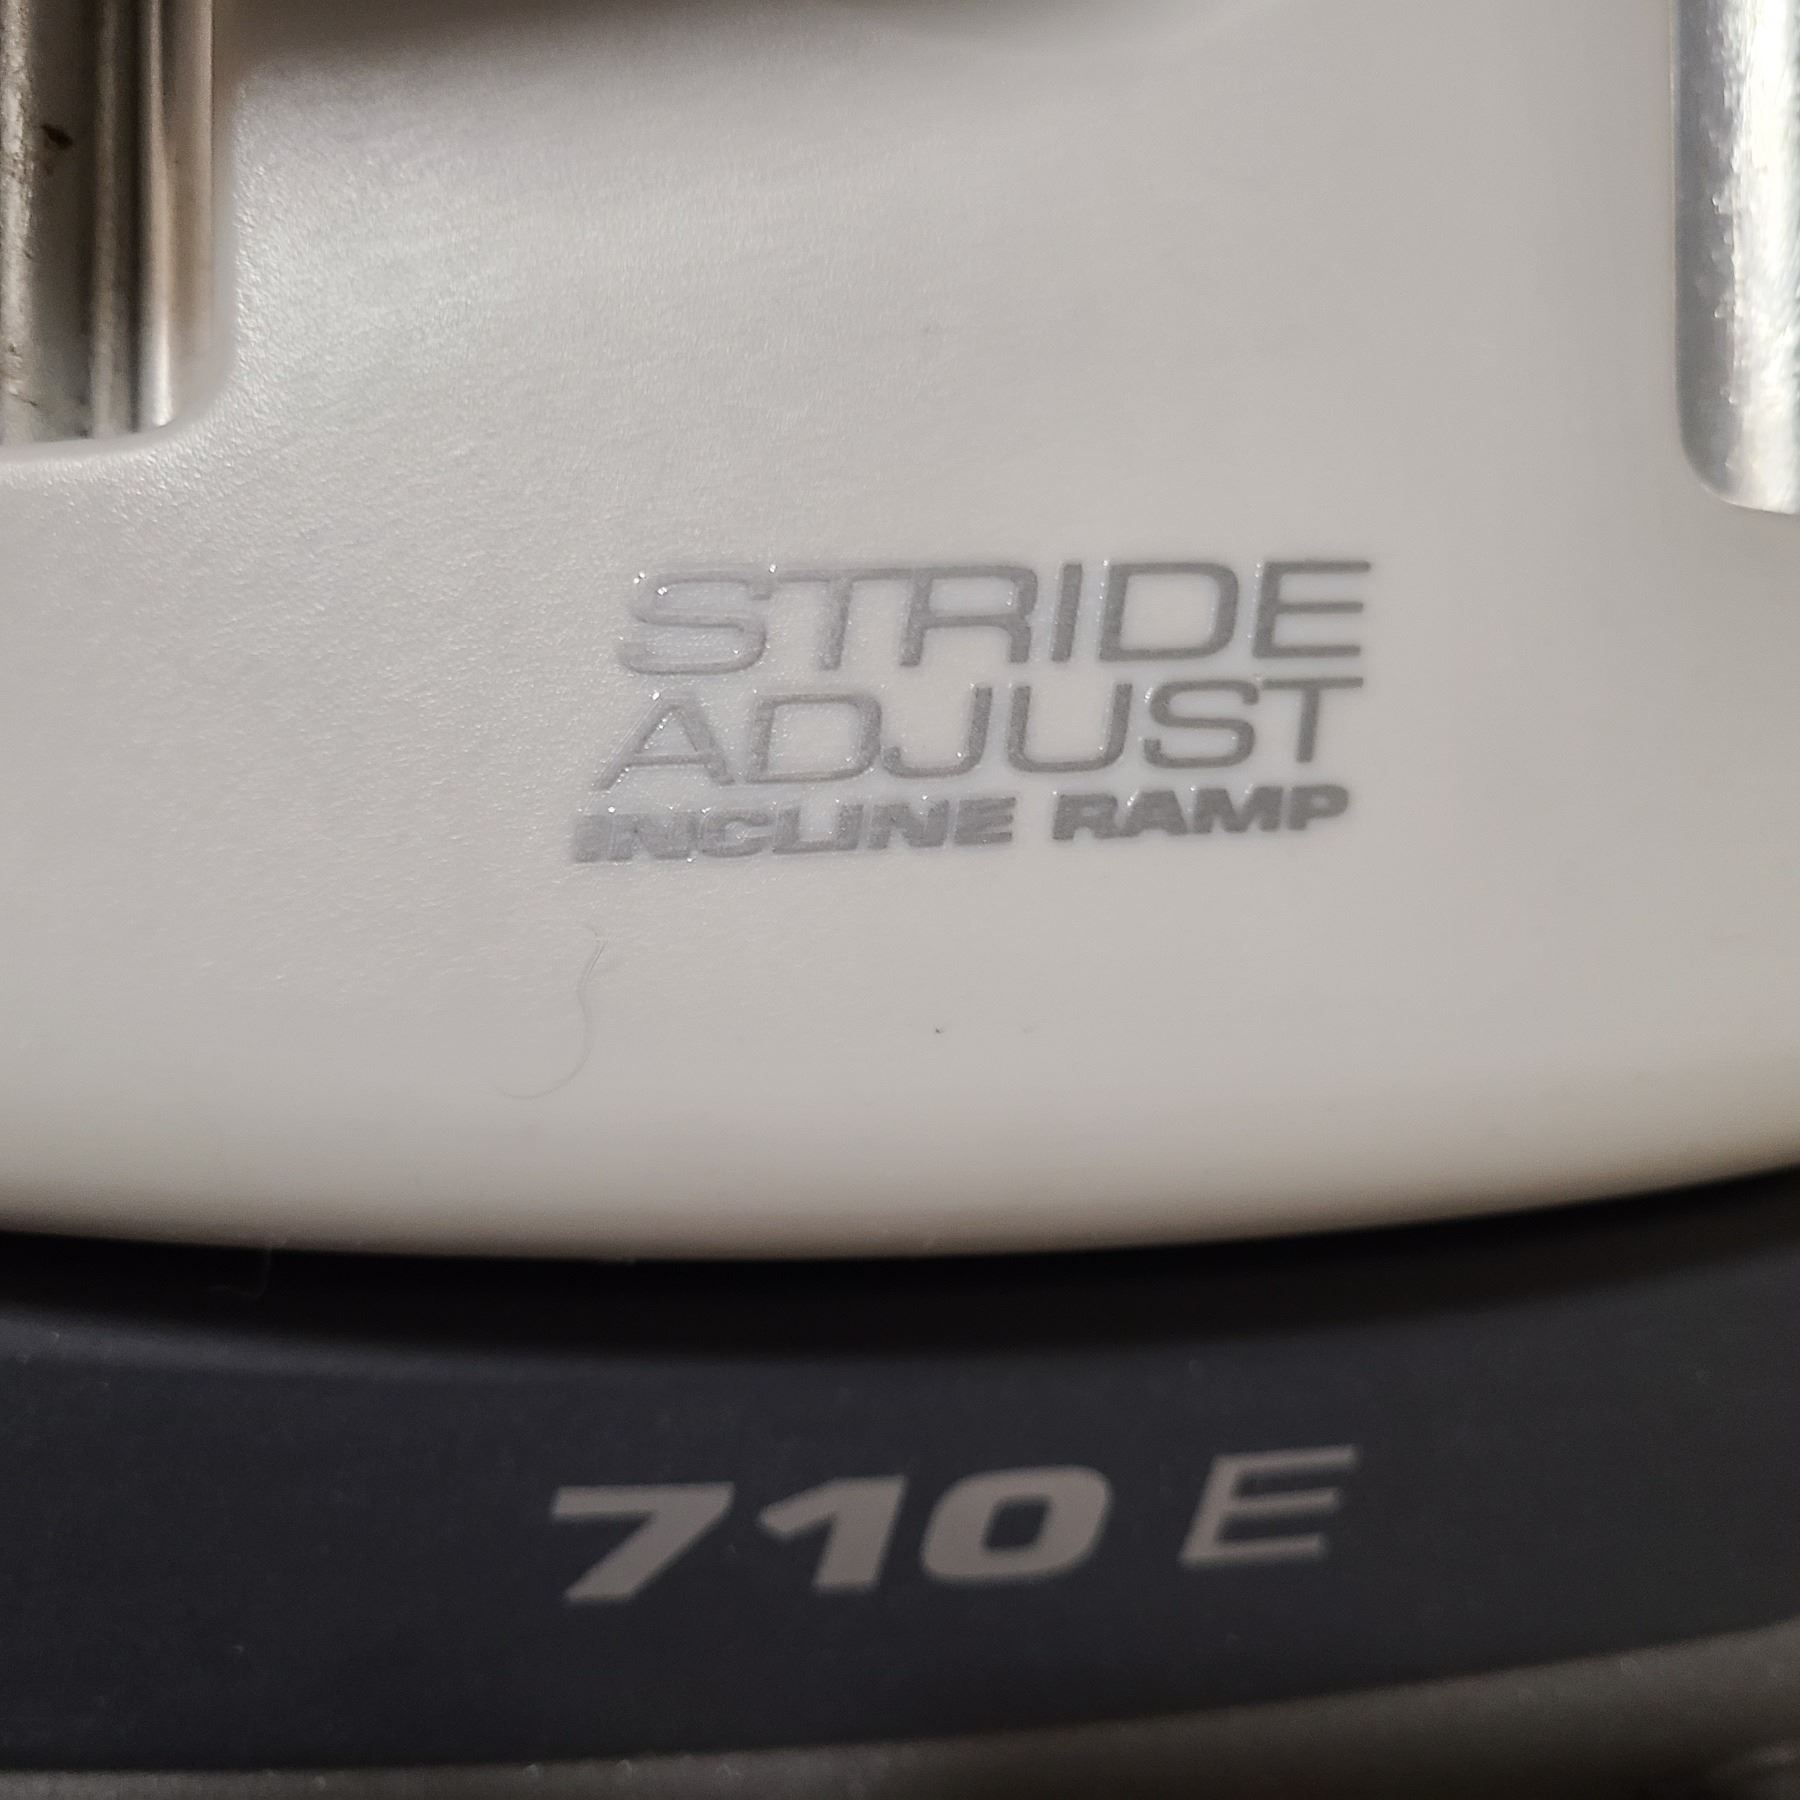 STRIDE
ADJUST
INCLINE RAMP
710 E